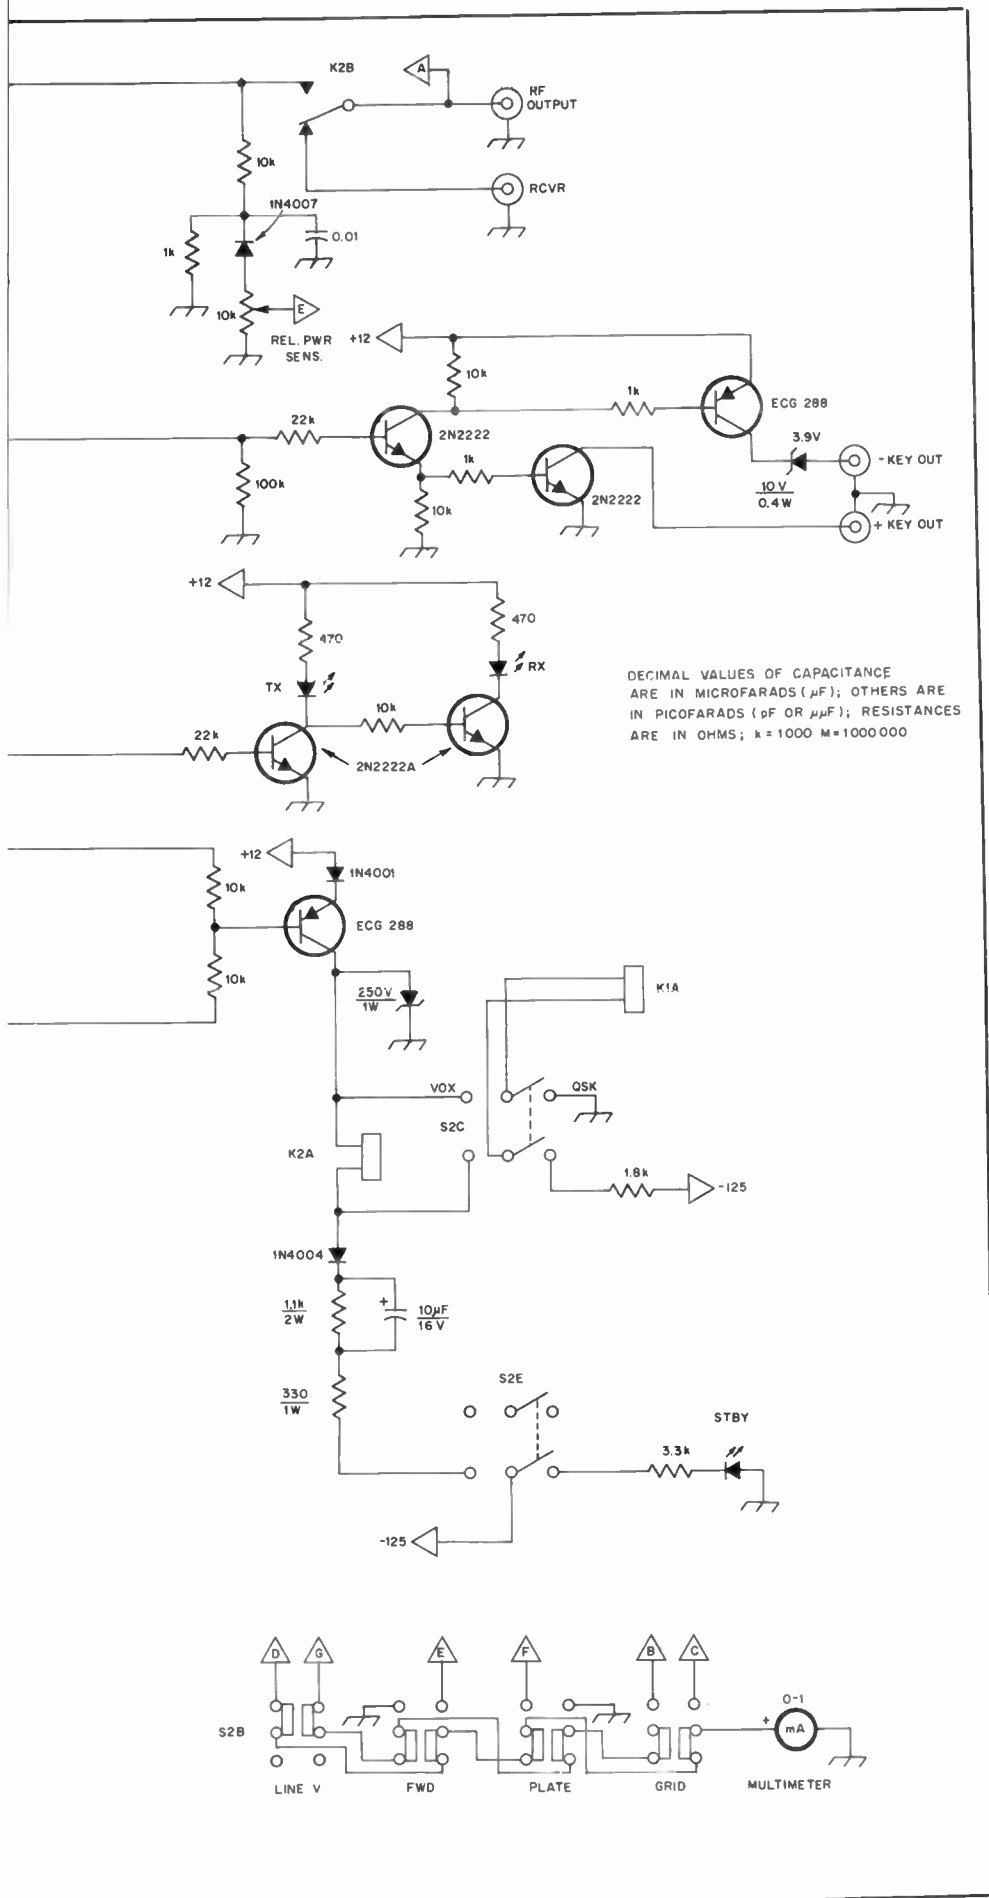 K2B
A
RF
OUTPUT
10k
RCVR
1N4007
1k
0.01
10k
E
REL. PWR
SENS.
+12
10k
1k
ECG 288
22k
2N2222
3.9V
- KEY OUT
1k
10V
0.4W
100k
10k
2N2222
+ KEY OUT
+12
470
470
TX
RX
10k
22k
2N2222A
DECIMAL VALUES OF CAPACITANCE
ARE IN MICROFARADS (µF); OTHERS ARE
IN PICOFARADS (pF OR µµF); RESISTANCES
ARE IN OHMS; k = 1000 M = 1000000
+12
1N4001
10k
ECG 288
10k
250V
1W
K1A
VOX
QSK
S2C
K2A
1.8k
-125
1N4004
1.1k
2W
+
10µF
16V
330
1W
S2E
STBY
3.3k
-125
D
G
E
F
B
C
S2B
0-1
+
mA
LINE V
FWD
PLATE
GRID
MULTIMETER